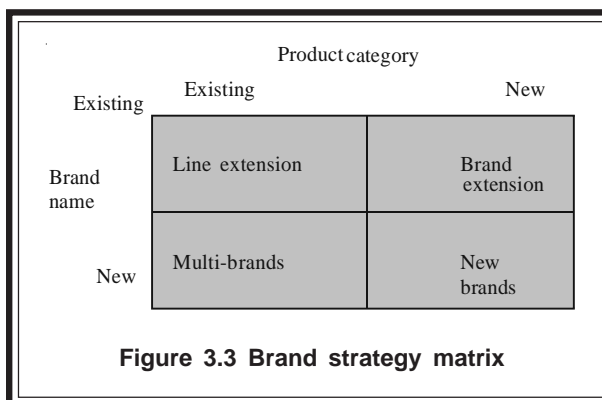 Product category
Existing New
Existing
Line extension Brand
extension
Brand
name
Multi-brands New
brands
New
Figure 3.3 Brand strategy matrix